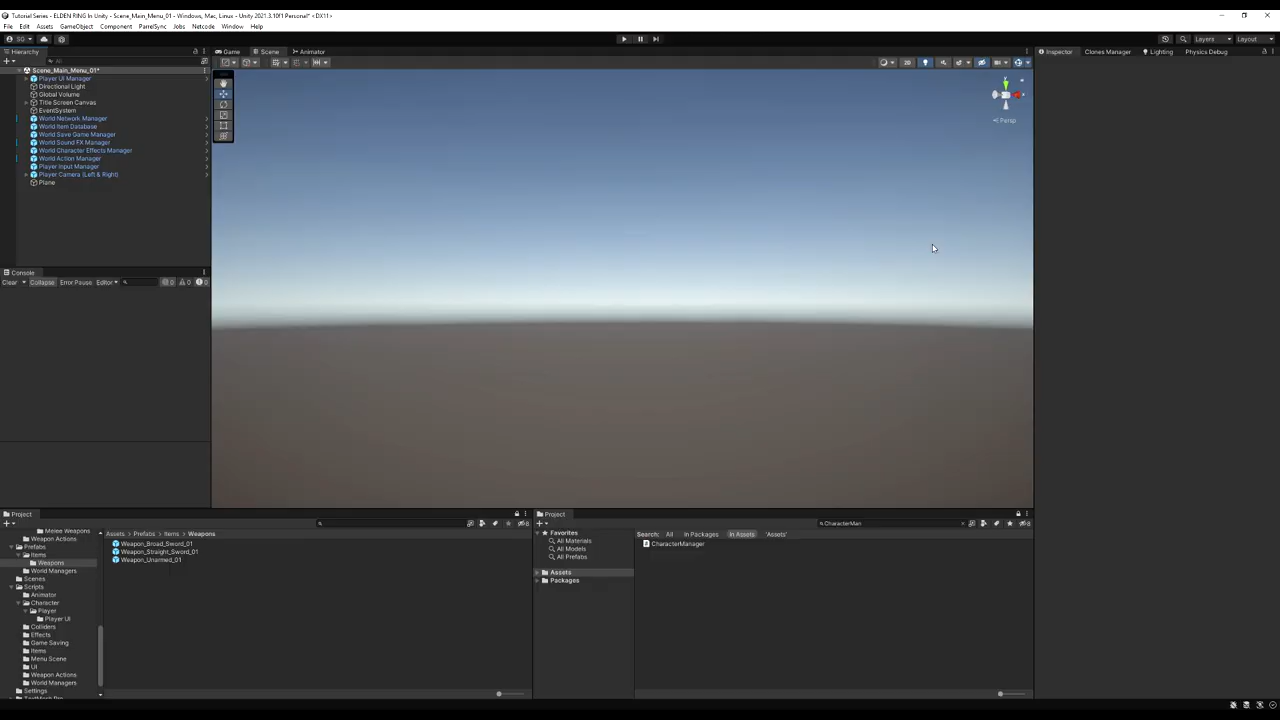 Tutorial Series - ELDEN RING In Unity - Scene_Main_Menu_01 - Windows, Mac, Linux - Unity 2021.3.10f1 Personal* <DX11>
File Edit Assets GameObject Component ParrelSync Jobs Netcode Window Help
SG Layers Layout
Hierarchy
All
Scene_Main_Menu_01*
Player UI Manager
Directional Light
Global Volume
Title Screen Canvas
EventSystem
World Network Manager
World Item Database
World Save Game Manager
World Sound FX Manager
World Character Effects Manager
World Action Manager
Player Input Manager
Player Camera (Left & Right)
Plane
Console
Clear Collapse Error Pause Editor 0 0 0
Game Scene Animator
2D
Persp
Inspector Clones Manager Lighting Physics Debug
Project
Melee Weapons
Weapon Actions
Prefabs
Items
Weapons
World Managers
Scenes
Scripts
Animator
Character
Player
Player UI
Colliders
Effects
Game Saving
Items
Menu Scene
UI
Weapon Actions
World Managers
Settings
Assets > Prefabs > Items > Weapons
Weapon_Broad_Sword_01
Weapon_Straight_Sword_01
Weapon_Unarmed_01
Project
CharacterMan
Favorites
All Materials
All Models
All Prefabs
Assets
Packages
Search: All In Packages In Assets 'Assets'
CharacterManager